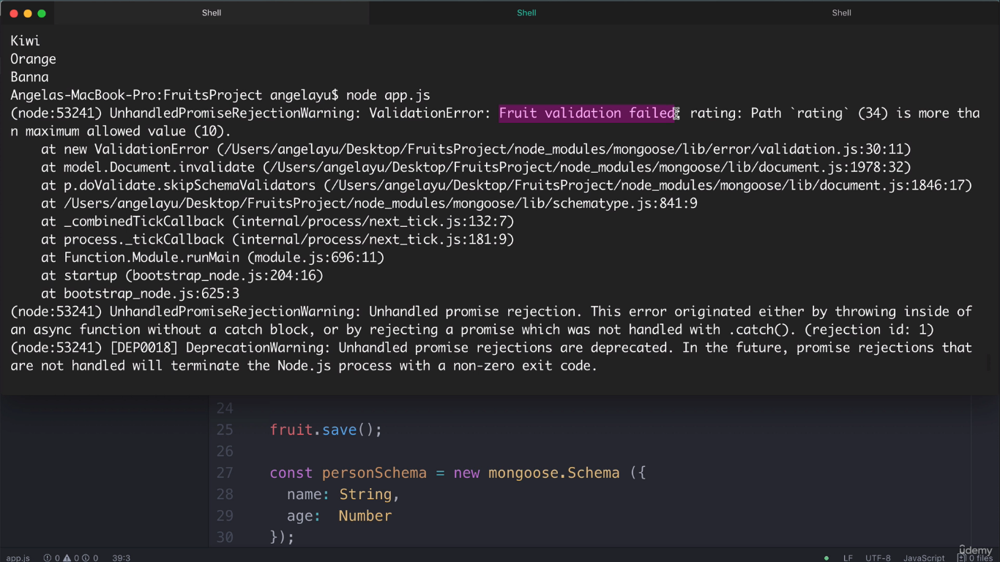 Shell Shell Shell
Kiwi
Orange
Banna
Angelas-MacBook-Pro:FruitsProject angelayu$ node app.js
(node:53241) UnhandledPromiseRejectionWarning: ValidationError: Fruit validation failed: rating: Path `rating` (34) is more tha
n maximum allowed value (10).
    at new ValidationError (/Users/angelayu/Desktop/FruitsProject/node_modules/mongoose/lib/error/validation.js:30:11)
    at model.Document.invalidate (/Users/angelayu/Desktop/FruitsProject/node_modules/mongoose/lib/document.js:1978:32)
    at p.doValidate.skipSchemaValidators (/Users/angelayu/Desktop/FruitsProject/node_modules/mongoose/lib/document.js:1846:17)
    at /Users/angelayu/Desktop/FruitsProject/node_modules/mongoose/lib/schematype.js:841:9
    at _combinedTickCallback (internal/process/next_tick.js:132:7)
    at process._tickCallback (internal/process/next_tick.js:181:9)
    at Function.Module.runMain (module.js:696:11)
    at startup (bootstrap_node.js:204:16)
    at bootstrap_node.js:625:3
(node:53241) UnhandledPromiseRejectionWarning: Unhandled promise rejection. This error originated either by throwing inside of
an async function without a catch block, or by rejecting a promise which was not handled with .catch(). (rejection id: 1)
(node:53241) [DEP0018] DeprecationWarning: Unhandled promise rejections are deprecated. In the future, promise rejections that
are not handled will terminate the Node.js process with a non-zero exit code.
24
25 fruit.save();
26
27 const personSchema = new mongoose.Schema ({
28 name: String,
29 age: Number
30 });
app.js 0 0 0 39:3 LF UTF-8 JavaScript 0 files
udemy